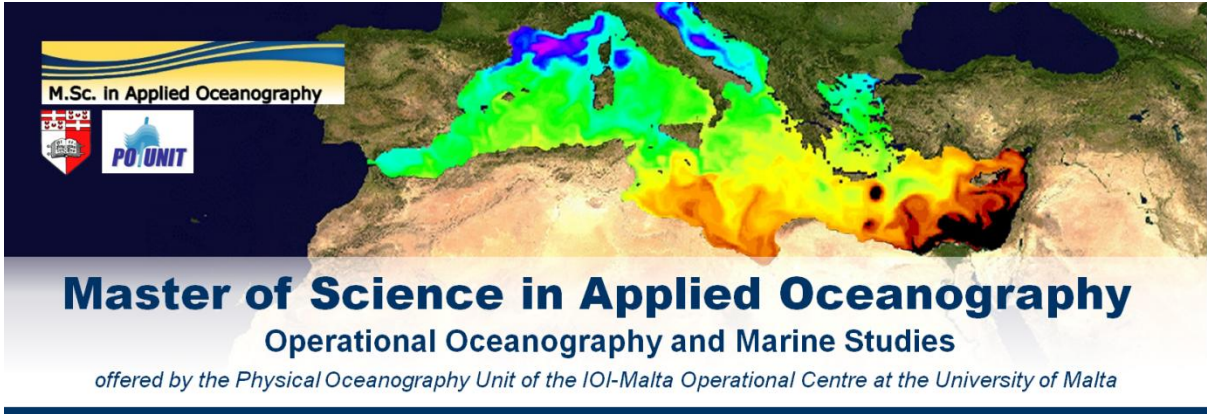 M.Sc. in Applied Oceanography
PO UNIT
Master of Science in Applied Oceanography
Operational Oceanography and Marine Studies
offered by the Physical Oceanography Unit of the IOI-Malta Operational Centre at the University of Malta